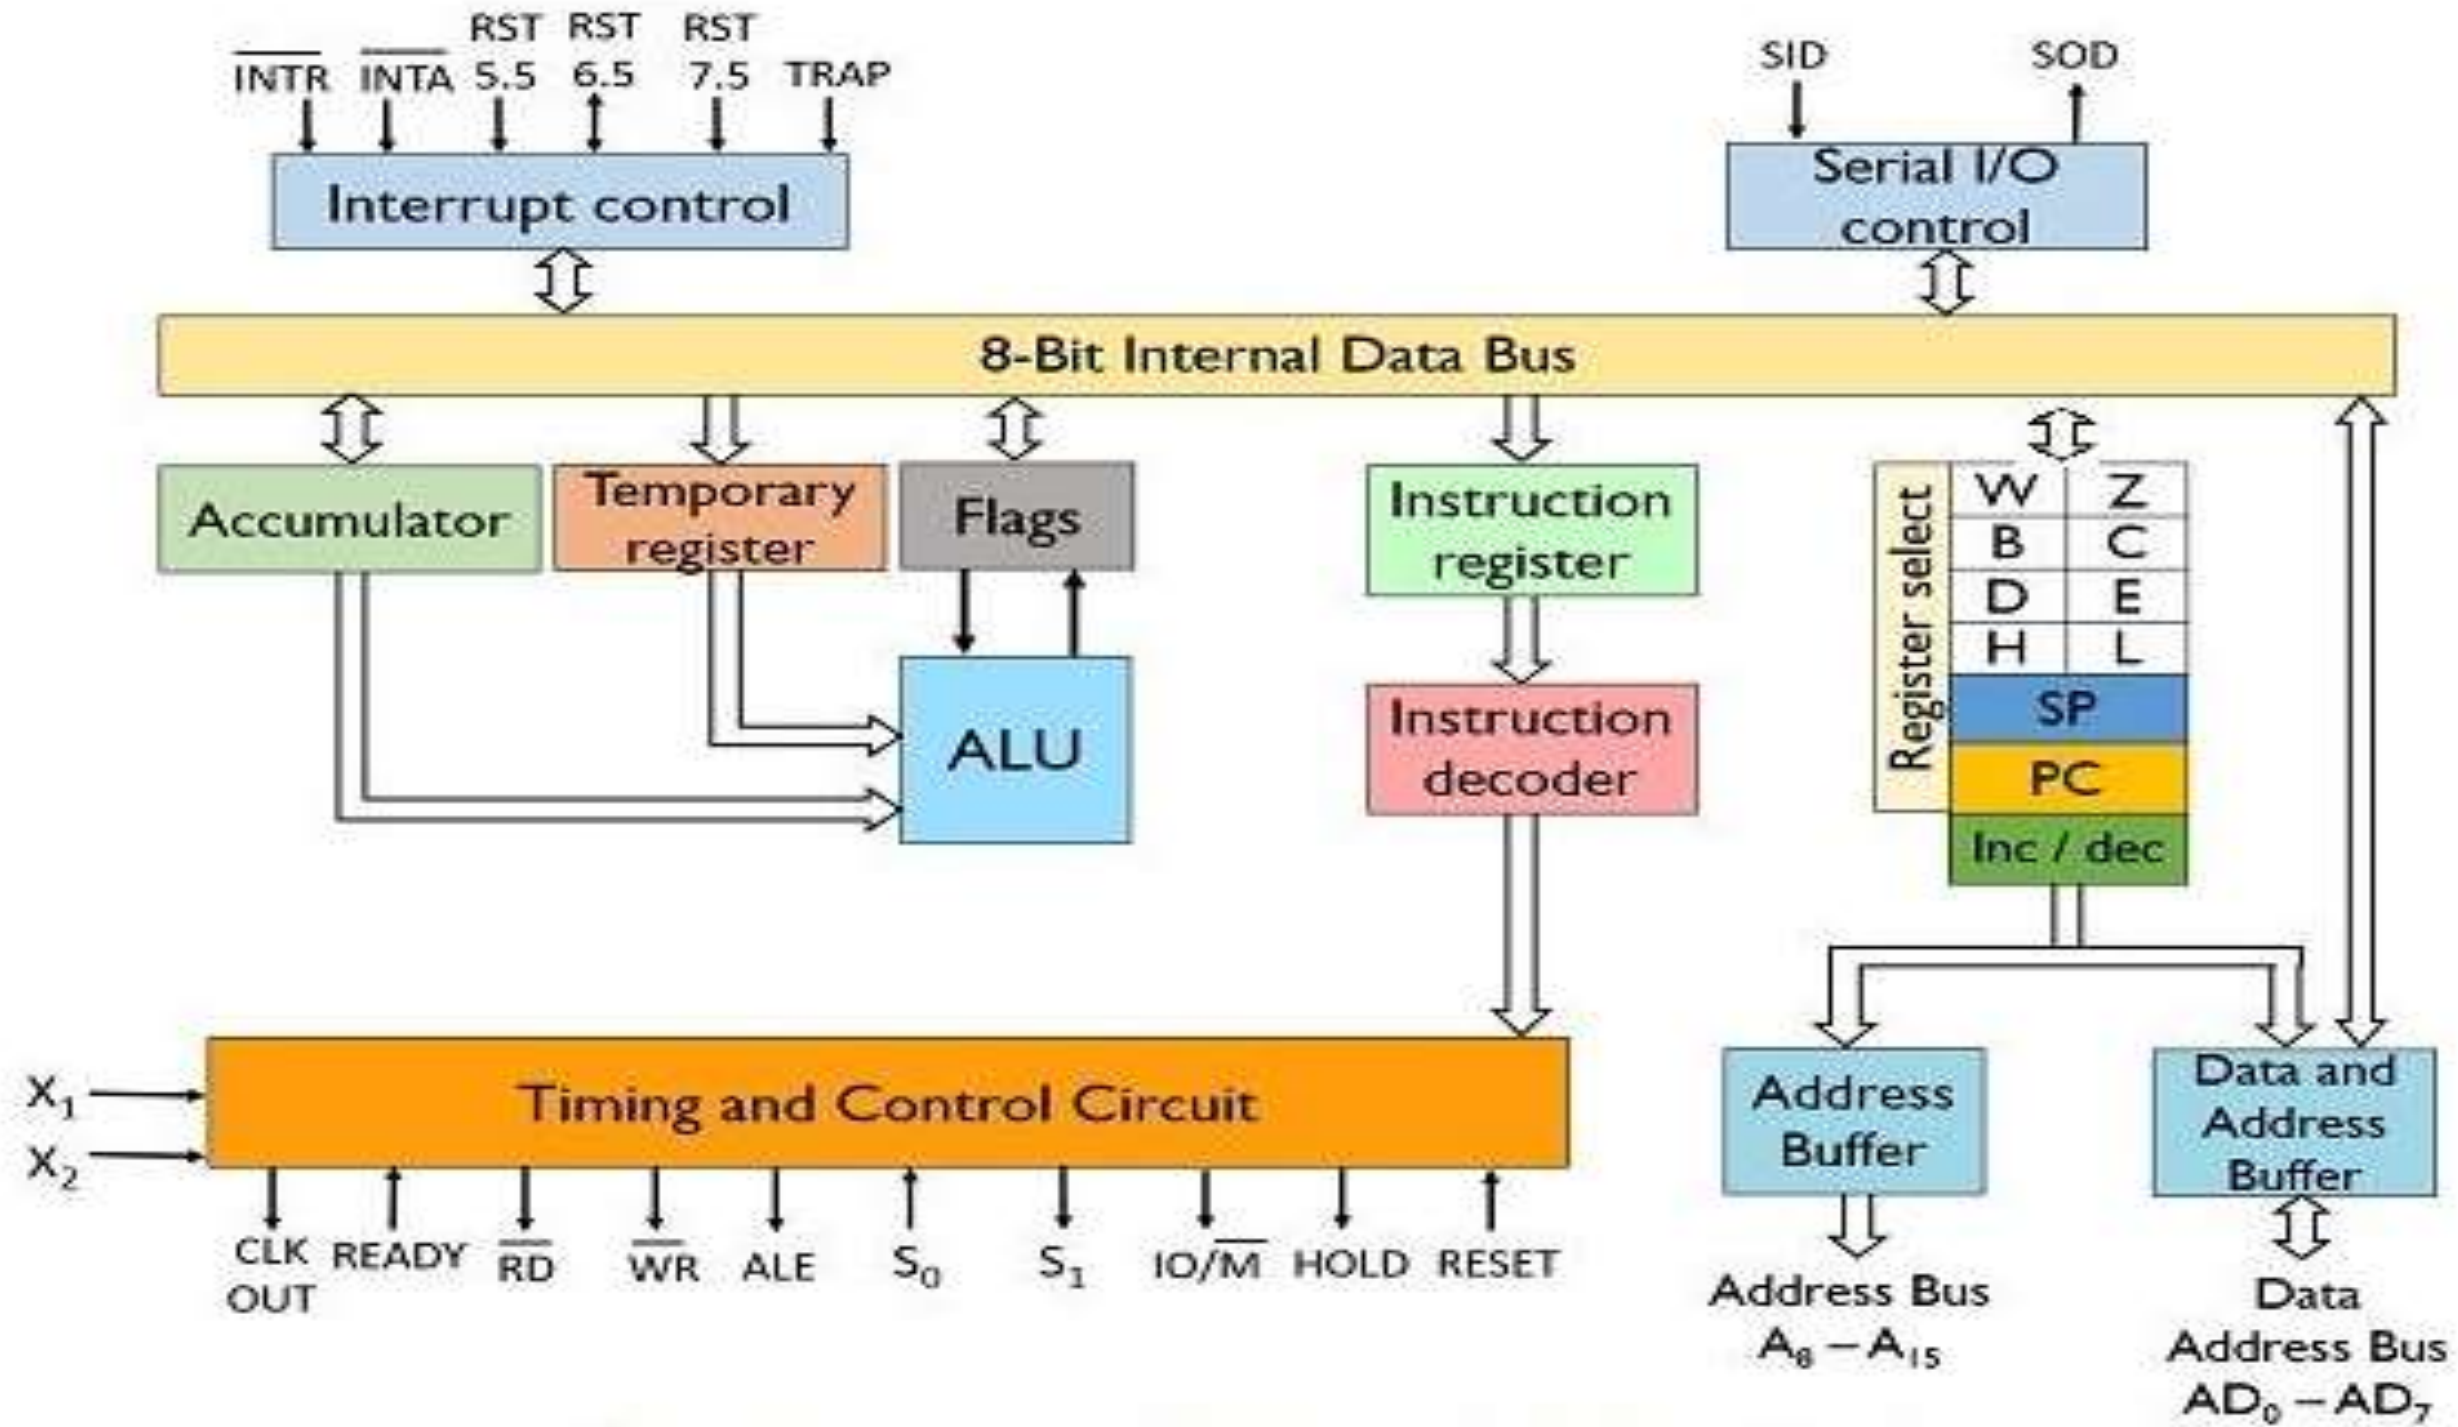 RST RST RST
INTR INTA 5.5 6.5 7.5 TRAP
SID SOD
Interrupt control
Serial I/O
control
8-Bit Internal Data Bus
Accumulator
Temporary
register
Flags
ALU
Instruction
register
Instruction
decoder
Register select
W Z
B C
D E
H L
SP
PC
Inc / dec
X₁
X₂
Timing and Control Circuit
CLK
OUT
READY
RD
WR
ALE
S₀
S₁
IO/M
HOLD
RESET
Address
Buffer
Data and
Address
Buffer
Address Bus
A₈ – A₁₅
Data
Address Bus
AD₀ – AD₇